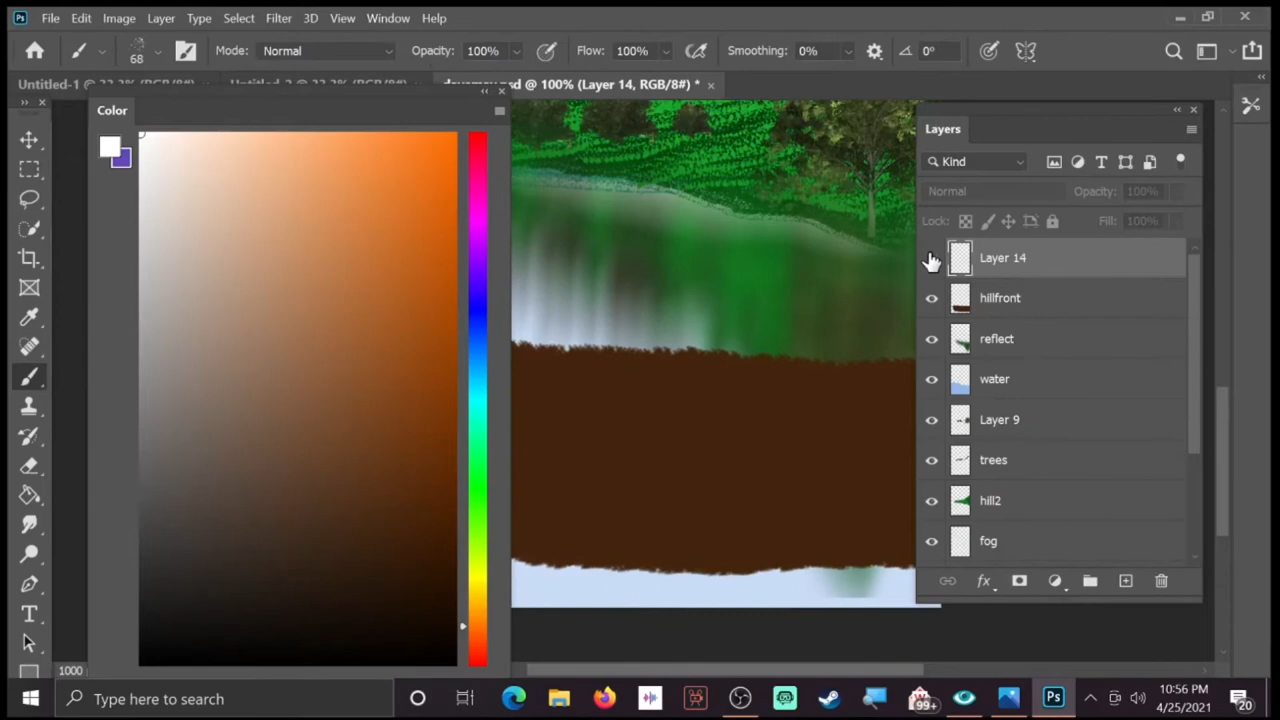 Ps File Edit Image Layer Type Select Filter 3D View Window Help
68 Mode: Normal Opacity: 100% Flow: 100% Smoothing: 0% 0°
@ 100% (Layer 14, RGB/8#) *
Color
Layers
Kind
Normal Opacity: 100%
Lock: Fill: 100%
Layer 14
hillfront
reflect
water
Layer 9
trees
hill2
fog
fx
1000
Type here to search
99+
Ps
10:56 PM
4/25/2021
20